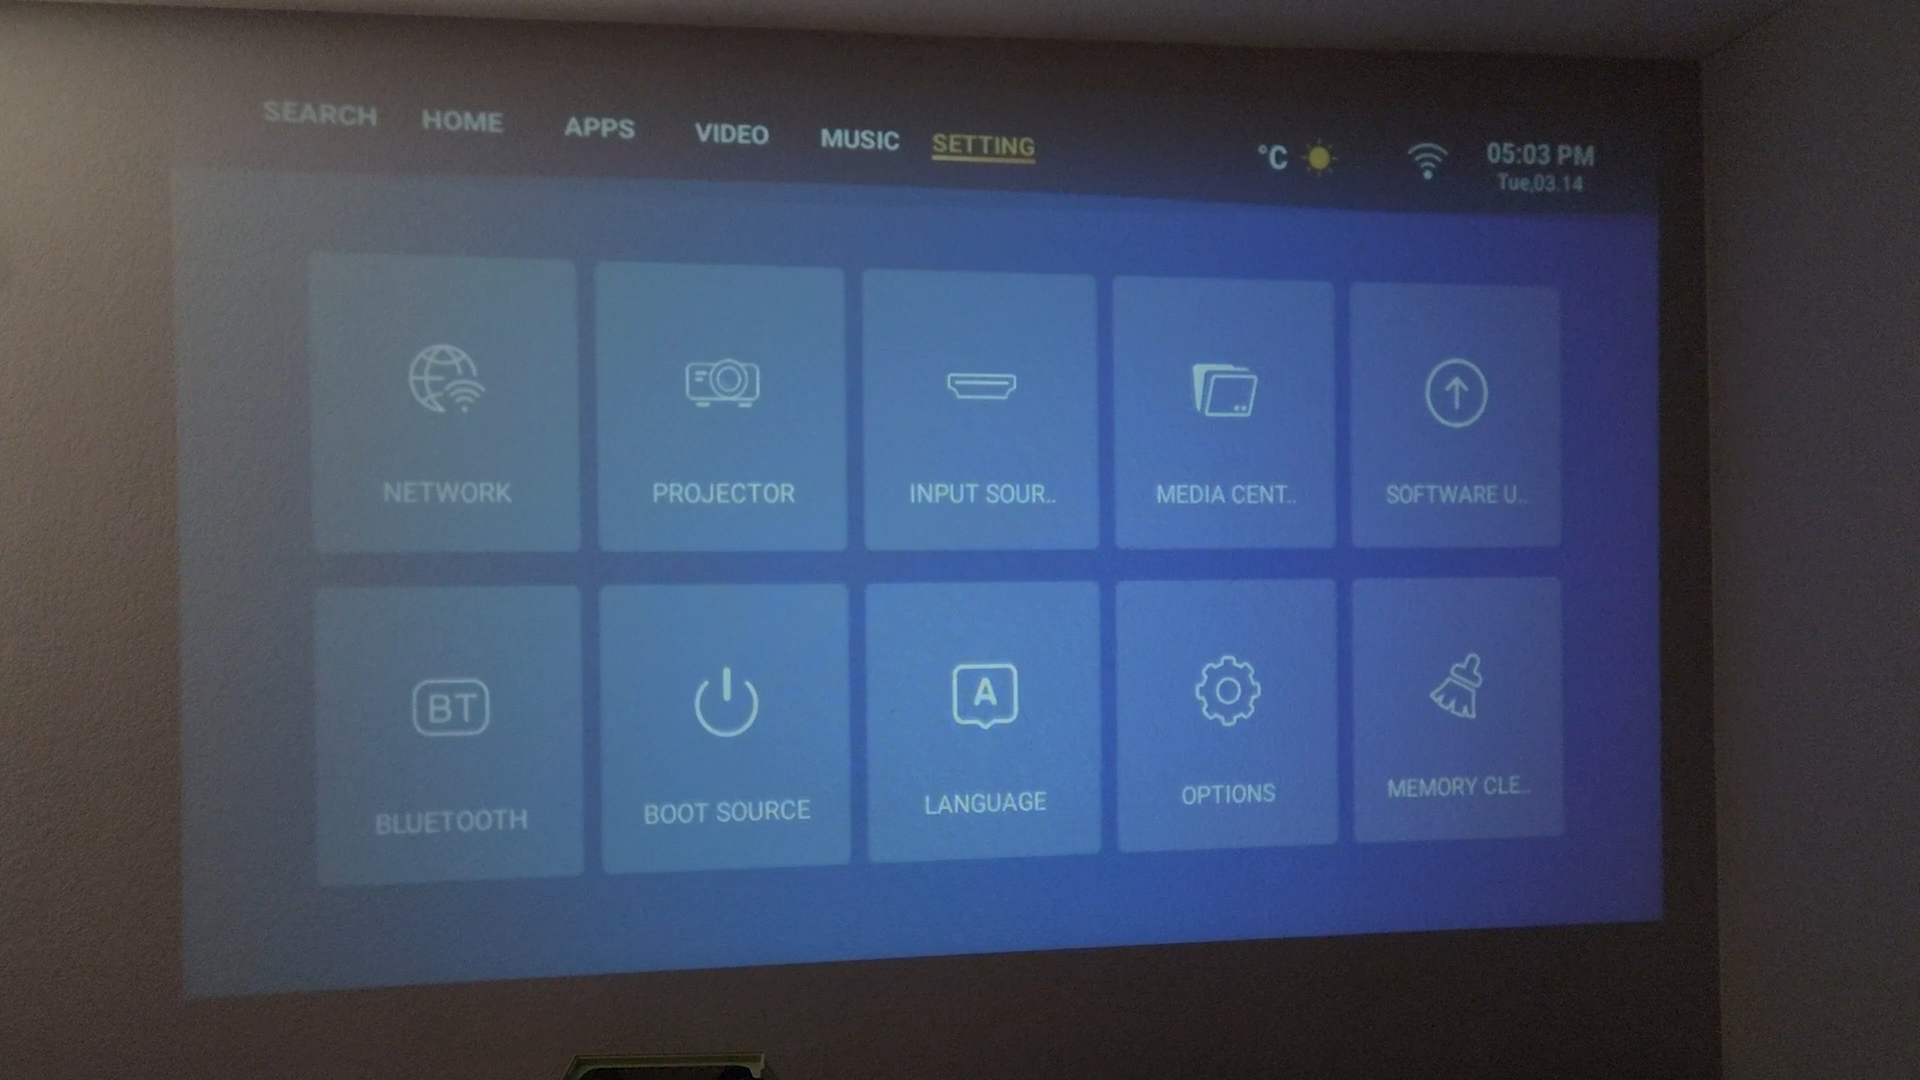 SEARCH HOME APPS VIDEO MUSIC SETTING °C 05:03 PM
Tue,03.14
NETWORK PROJECTOR INPUT SOUR.. MEDIA CENT.. SOFTWARE U..
BT A
BLUETOOTH BOOT SOURCE LANGUAGE OPTIONS MEMORY CLE..